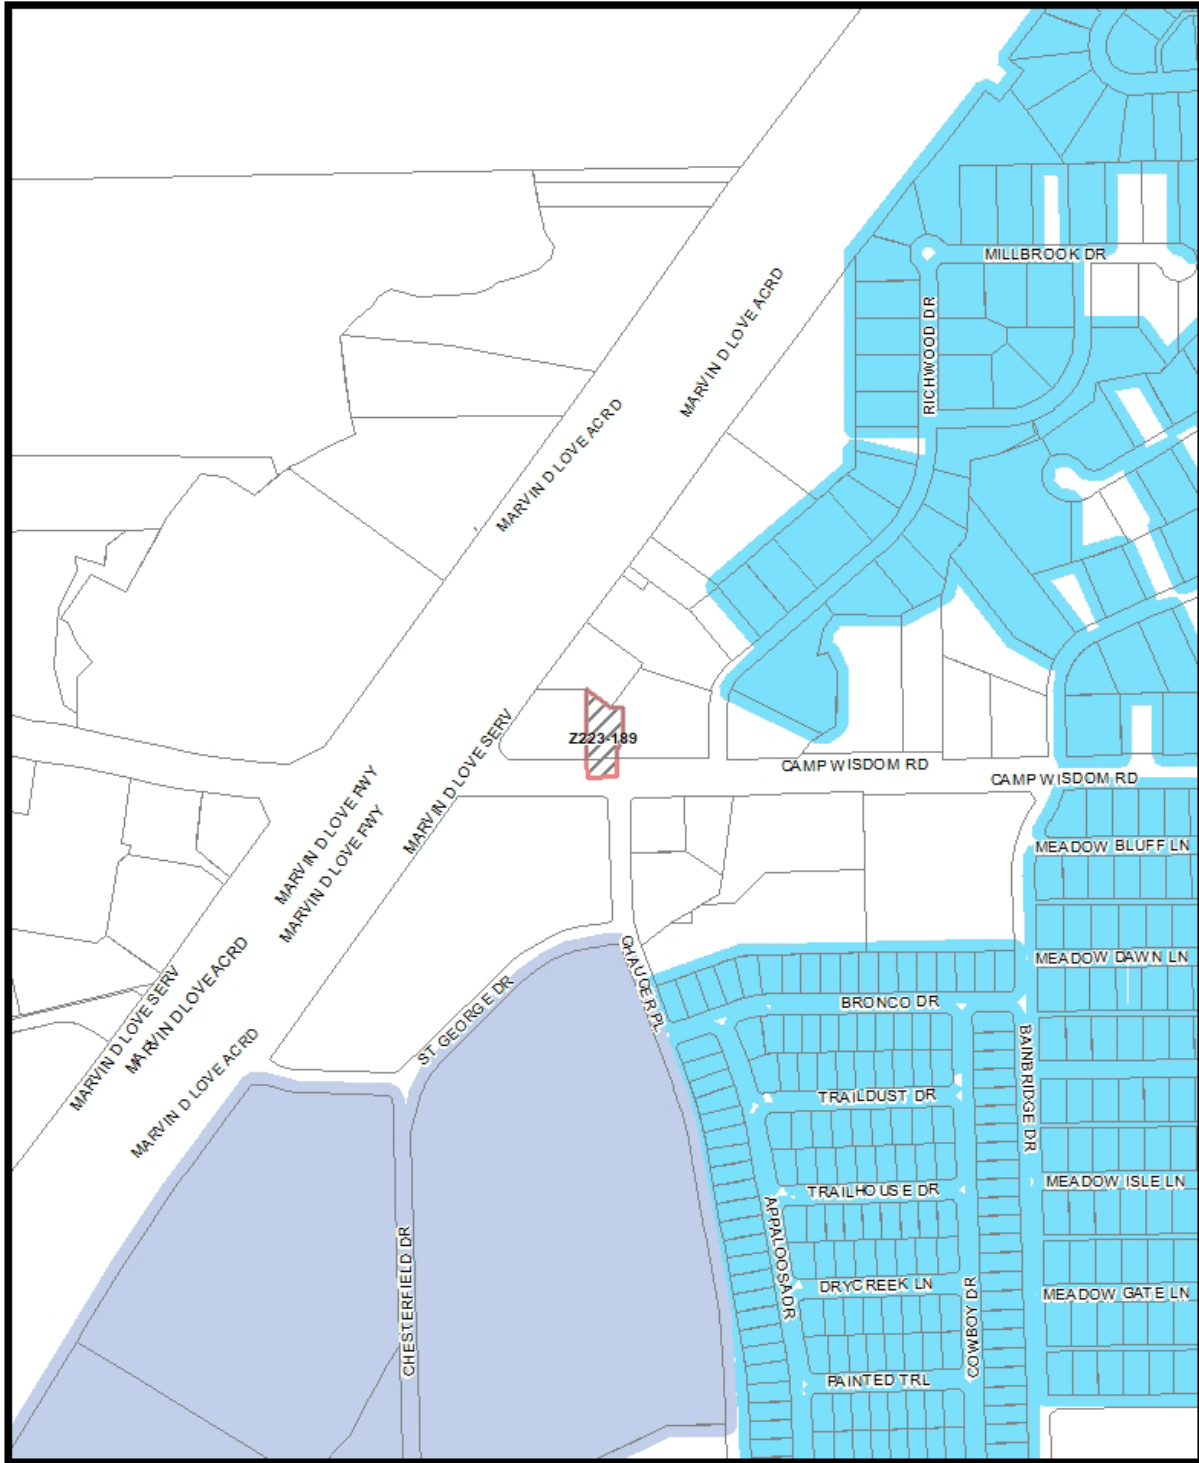 MILLBROOK DR
MARVIN D LOVE ACRD
RICHWOOD DR
MARVIN D LOVE ACRD
Z223-189
MARVIN D LOVE SERV
CAMP WISDOM RD
CAMP WISDOM RD
MARVIN D LOVE FWY
MARVIN D LOVE FWY
MEADOW BLUFF LN
MEADOW DAWN LN
CHAUCER PL
MARVIN D LOVE SERV
MARVIN D LOVE ACRD
BRONCO DR
ST GEORGE DR
MARVIN D LOVE ACRD
BAINBRIDGE DR
TRAILDUST DR
MEADOW ISLE LN
TRAILHOUSE DR
APPALOOSA DR
DRYCREEK LN
MEADOW GATE LN
CHESTERFIELD DR
COWBOY DR
PAINTED TRL